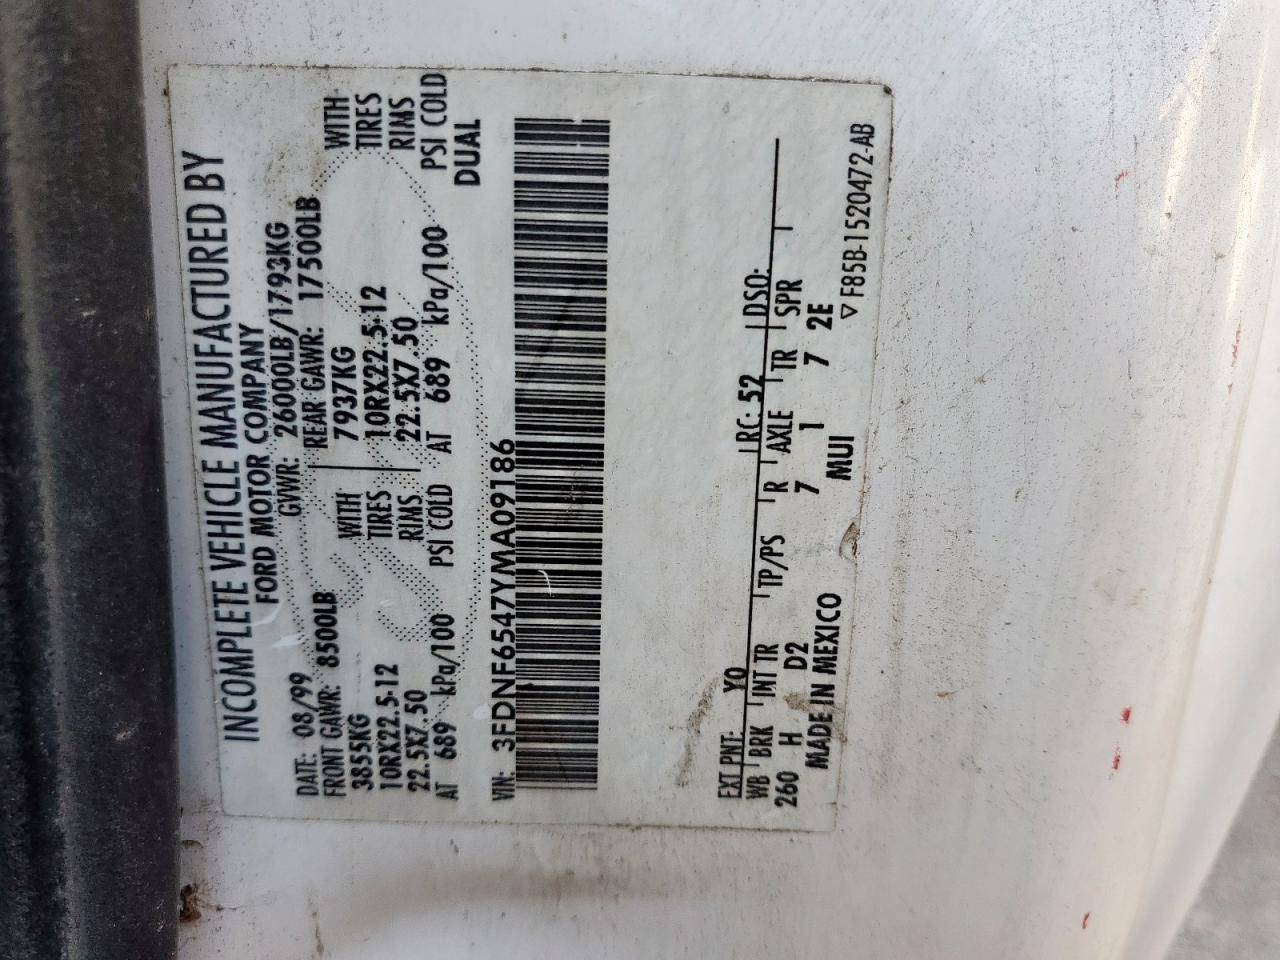 INCOMPLETE VEHICLE MANUFACTURED BY
FORD MOTOR COMPANY
DATE: 08/99 GVWR: 26000LB/1793KG
FRONT GAWR: 8500LB REAR GAWR: 17500LB
3855KG WITH 7937KG WITH
10RX22.5-12 TIRES 10RX22.5-12 TIRES
22.5X7.50 RIMS 22.5X7.50 RIMS
AT 689 kPa/100 PSI COLD AT 689 kPa/100 PSI COLD
DUAL
VIN: 3FDNF6547YMA09186
EXT PNT: YO RC: 52 DSO:
WB BRK INT TR TP/PS R AXLE TR SPR
260 H D2 7 1 7 2E
MADE IN MEXICO MUI
▽ F85B-1520472-AB